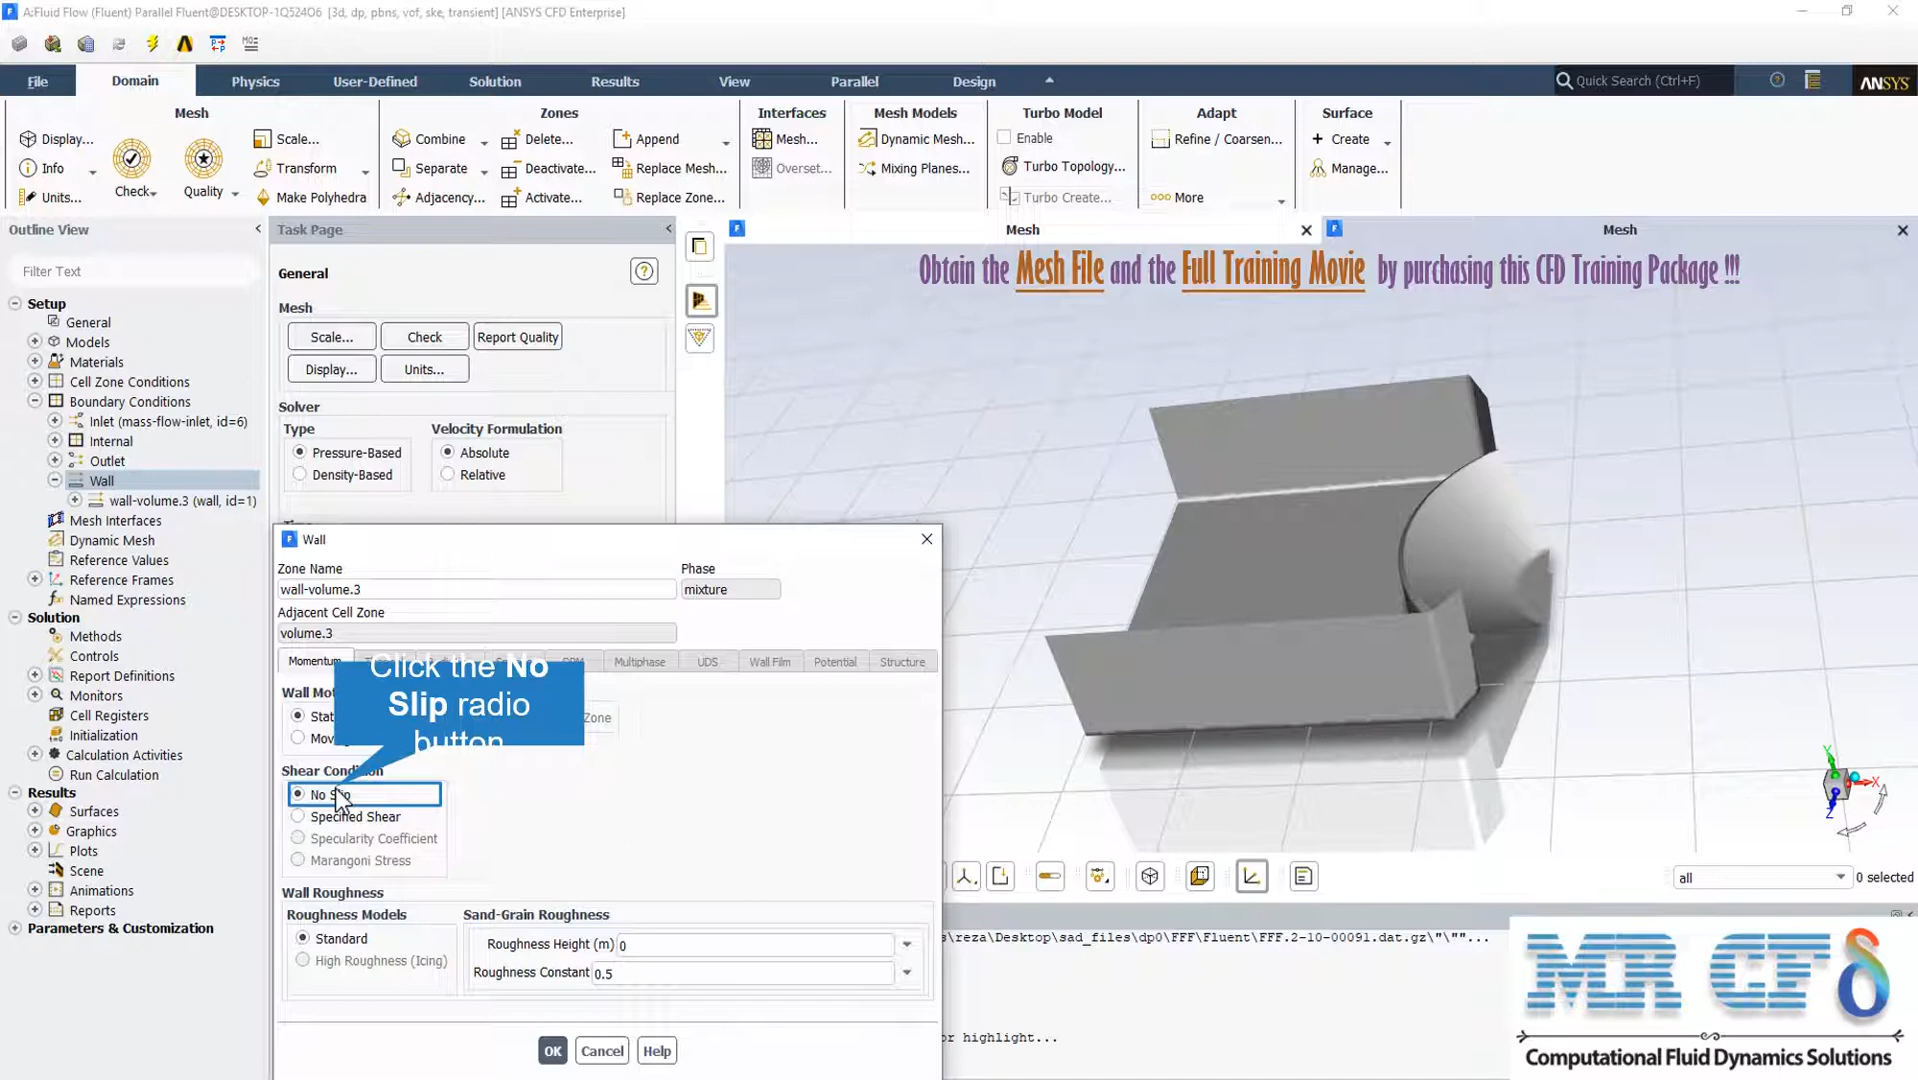 A:Fluid Flow (Fluent) Parallel Fluent@DESKTOP-1Q524O6 [3d, dp, pbns, vof, ske, transient] [ANSYS CFD Enterprise]
File Domain Physics User-Defined Solution Results View Parallel Design Quick Search (Ctrl+F) ANSYS
Mesh Zones Interfaces Mesh Models Turbo Model Adapt Surface
Display... Scale... Combine Delete... Append Mesh... Dynamic Mesh... Enable Refine / Coarsen... + Create
Info Transform Separate Deactivate... Replace Mesh... Overset... Mixing Planes... Turbo Topology... Manage...
Units... Check Quality Make Polyhedra Adjacency... Activate... Replace Zone... Turbo Create... More
Outline View
Filter Text
Setup
General
Models
Materials
Cell Zone Conditions
Boundary Conditions
Inlet (mass-flow-inlet, id=6)
Internal
Outlet
Wall
wall-volume.3 (wall, id=1)
Mesh Interfaces
Dynamic Mesh
Reference Values
Reference Frames
Named Expressions
Solution
Methods
Controls
Report Definitions
Monitors
Cell Registers
Initialization
Calculation Activities
Run Calculation
Results
Surfaces
Graphics
Plots
Scene
Animations
Reports
Parameters & Customization
Task Page
General
Mesh
Scale... Check Report Quality
Display... Units...
Solver
Type Velocity Formulation
Pressure-Based Absolute
Density-Based Relative
Mesh Mesh
Obtain the Mesh File and the Full Training Movie by purchasing this CFD Training Package !!!
Y
X
Z
all 0 selected
Wall
Zone Name Phase
wall-volume.3 mixture
Adjacent Cell Zone
volume.3
Momentum Multiphase UDS Wall Film Potential Structure
Click the No
Slip radio
button
Shear Condition
Specified Shear
Specularity Coefficient
Marangoni Stress
Wall Roughness
Roughness Models Sand-Grain Roughness
Standard Roughness Height (m) 0
High Roughness (Icing) Roughness Constant 0.5
OK Cancel Help
s\reza\Desktop\sad_files\dp0\FFF\Fluent\FFF.2-10-00091.dat.gz\"\""...
or highlight...
MR CFD
Computational Fluid Dynamics Solutions